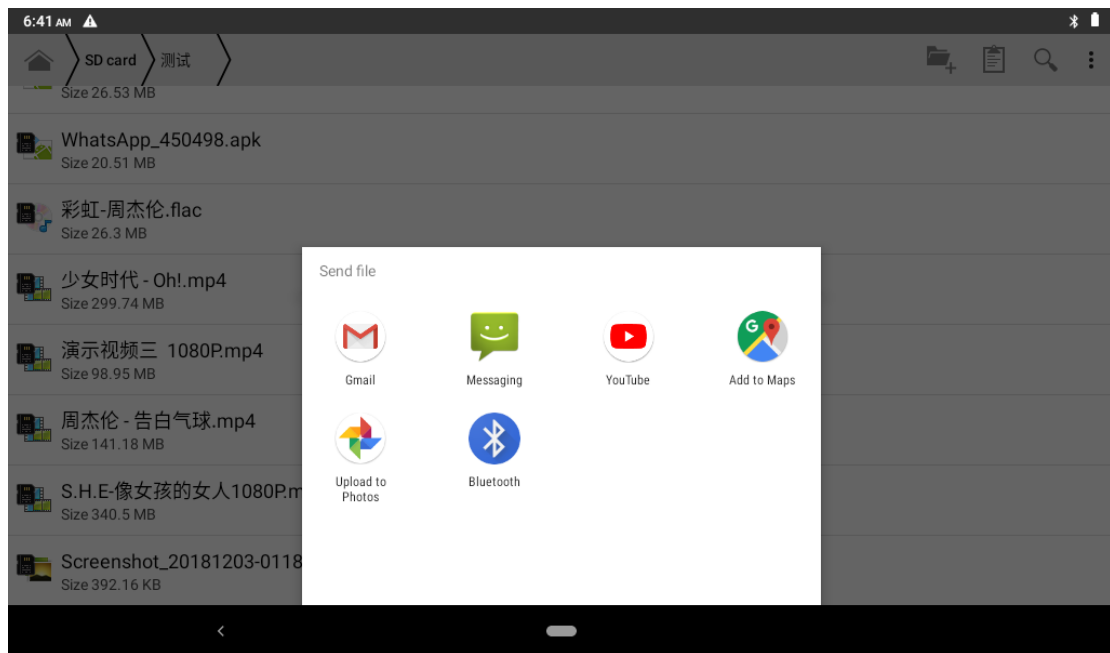 6:41 AM
SD card
测试
Size 26.53 MB
WhatsApp_450498.apk
Size 20.51 MB
彩虹-周杰伦.flac
Size 26.3 MB
少女时代 - Oh!.mp4
Size 299.74 MB
演示视频三 1080P.mp4
Size 98.95 MB
周杰伦 - 告白气球.mp4
Size 141.18 MB
S.H.E-像女孩的女人1080P.m
Size 340.5 MB
Screenshot_20181203-0118
Size 392.16 KB
Send file
Gmail
Messaging
YouTube
G
Add to Maps
Upload to
Photos
Bluetooth